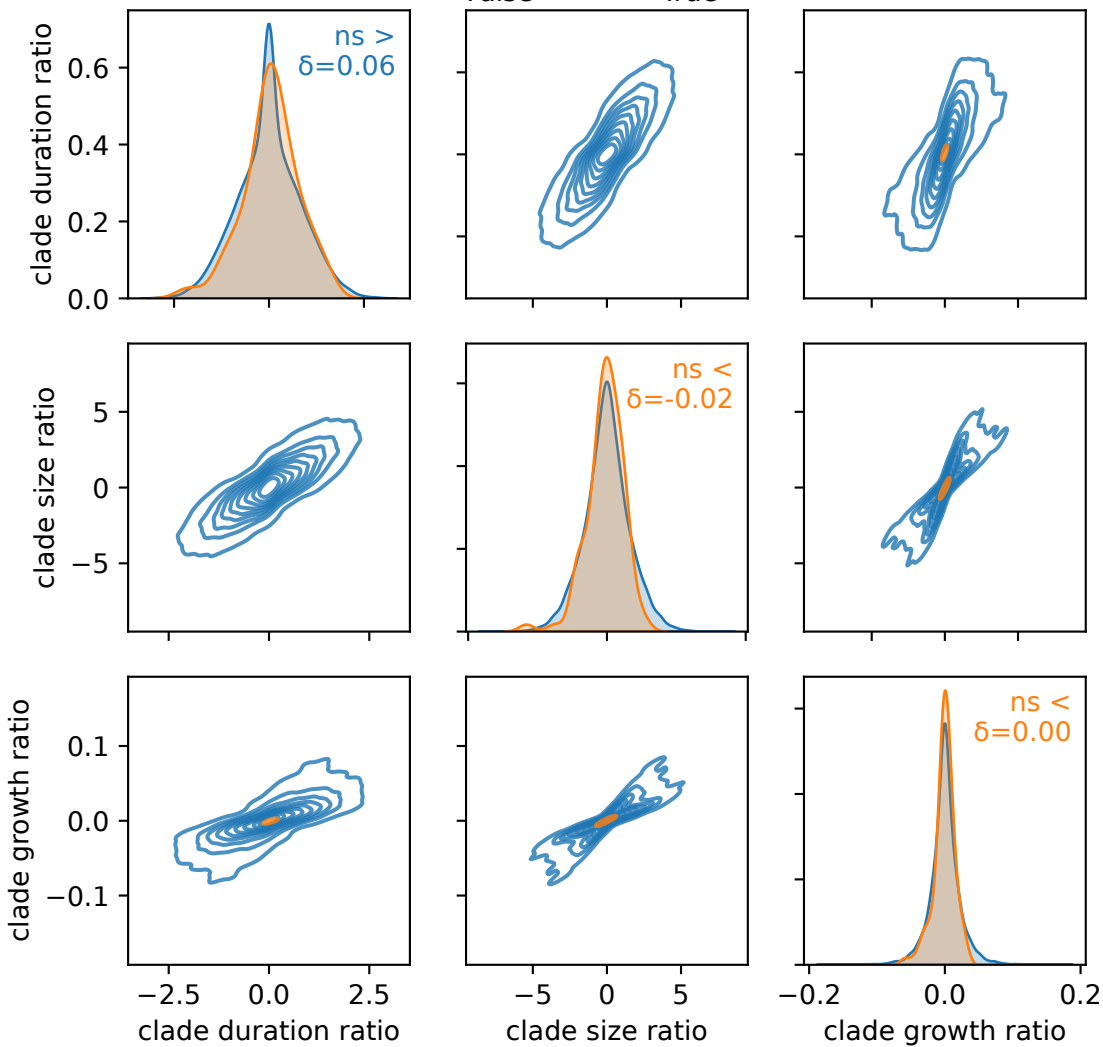 clade duration ratio
0.6
0.4
0.2
0.0
ns >
δ=0.06
clade size ratio
5
0
−5
ns <
δ=-0.02
−5
0
5
clade growth ratio
0.1
0.0
−0.1
ns <
δ=0.00
−2.5
0.0
2.5
−5
0
5
−0.2
0.0
0.2
clade duration ratio
clade size ratio
clade growth ratio